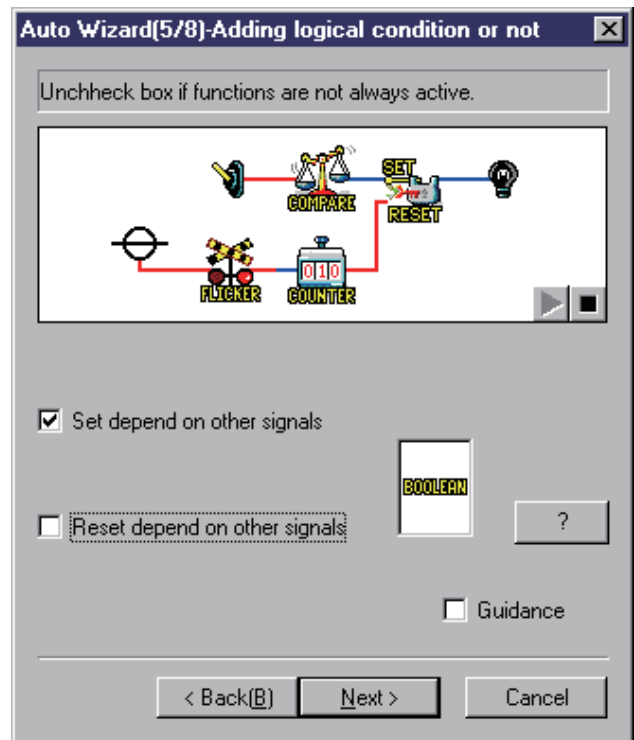 Auto Wizard(5/8)-Adding logical condition or not
Unchheck box if functions are not always active.
SET
COMPARE
RESET
010
FLICKER
COUNTER
Set depend on other signals
BOOLEAN
Reset depend on other signals
?
Guidance
< Back(B)
Next >
Cancel